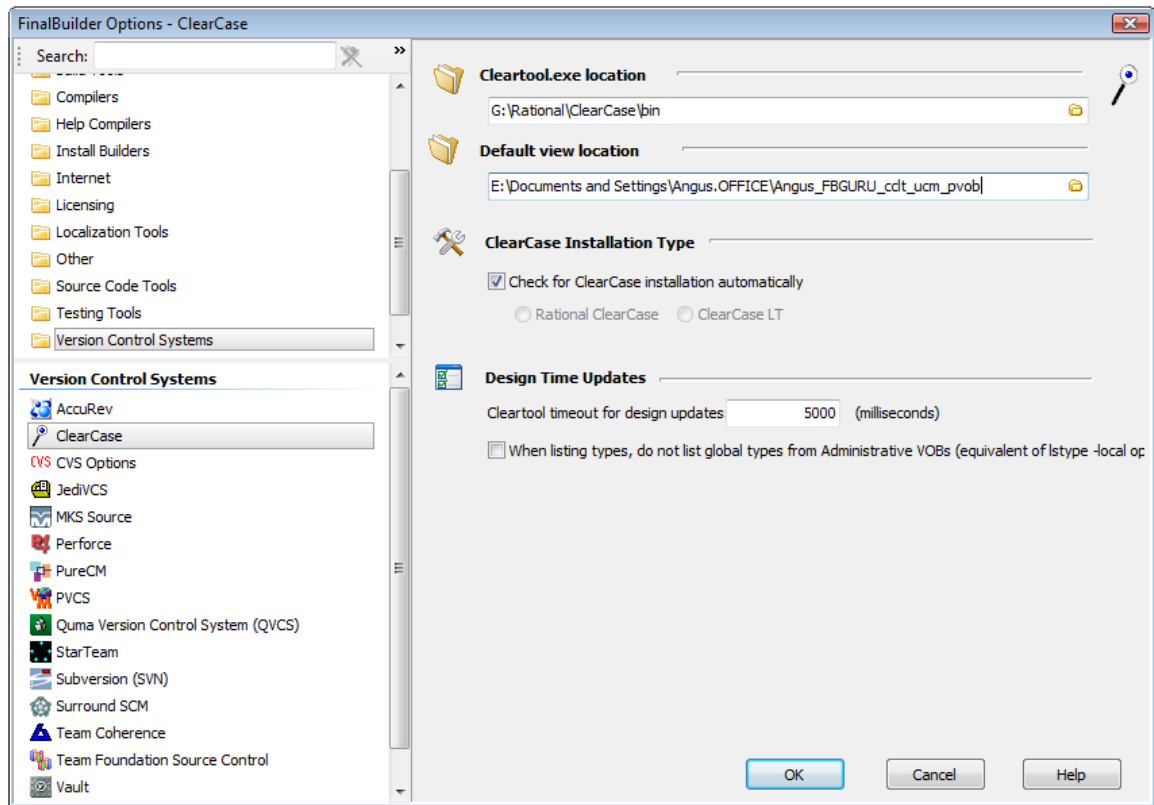 FinalBuilder Options - ClearCase
Search:
»
Compilers
Help Compilers
Install Builders
Internet
Licensing
Localization Tools
Other
Source Code Tools
Testing Tools
Version Control Systems
Version Control Systems
AccuRev
ClearCase
CVS CVS Options
JediVCS
MKS Source
Perforce
PureCM
PVCS
Quma Version Control System (QVCS)
StarTeam
Subversion (SVN)
Surround SCM
Team Coherence
Team Foundation Source Control
Vault
Cleartool.exe location
G:\Rational\ClearCase\bin
Default view location
E:\Documents and Settings\Angus.OFFICE\Angus_FBGURU_cclt_ucm_pvob
ClearCase Installation Type
Check for ClearCase installation automatically
Rational ClearCase ClearCase LT
Design Time Updates
Cleartool timeout for design updates 5000 (milliseconds)
When listing types, do not list global types from Administrative VOBs (equivalent of lstype -local op
OK Cancel Help